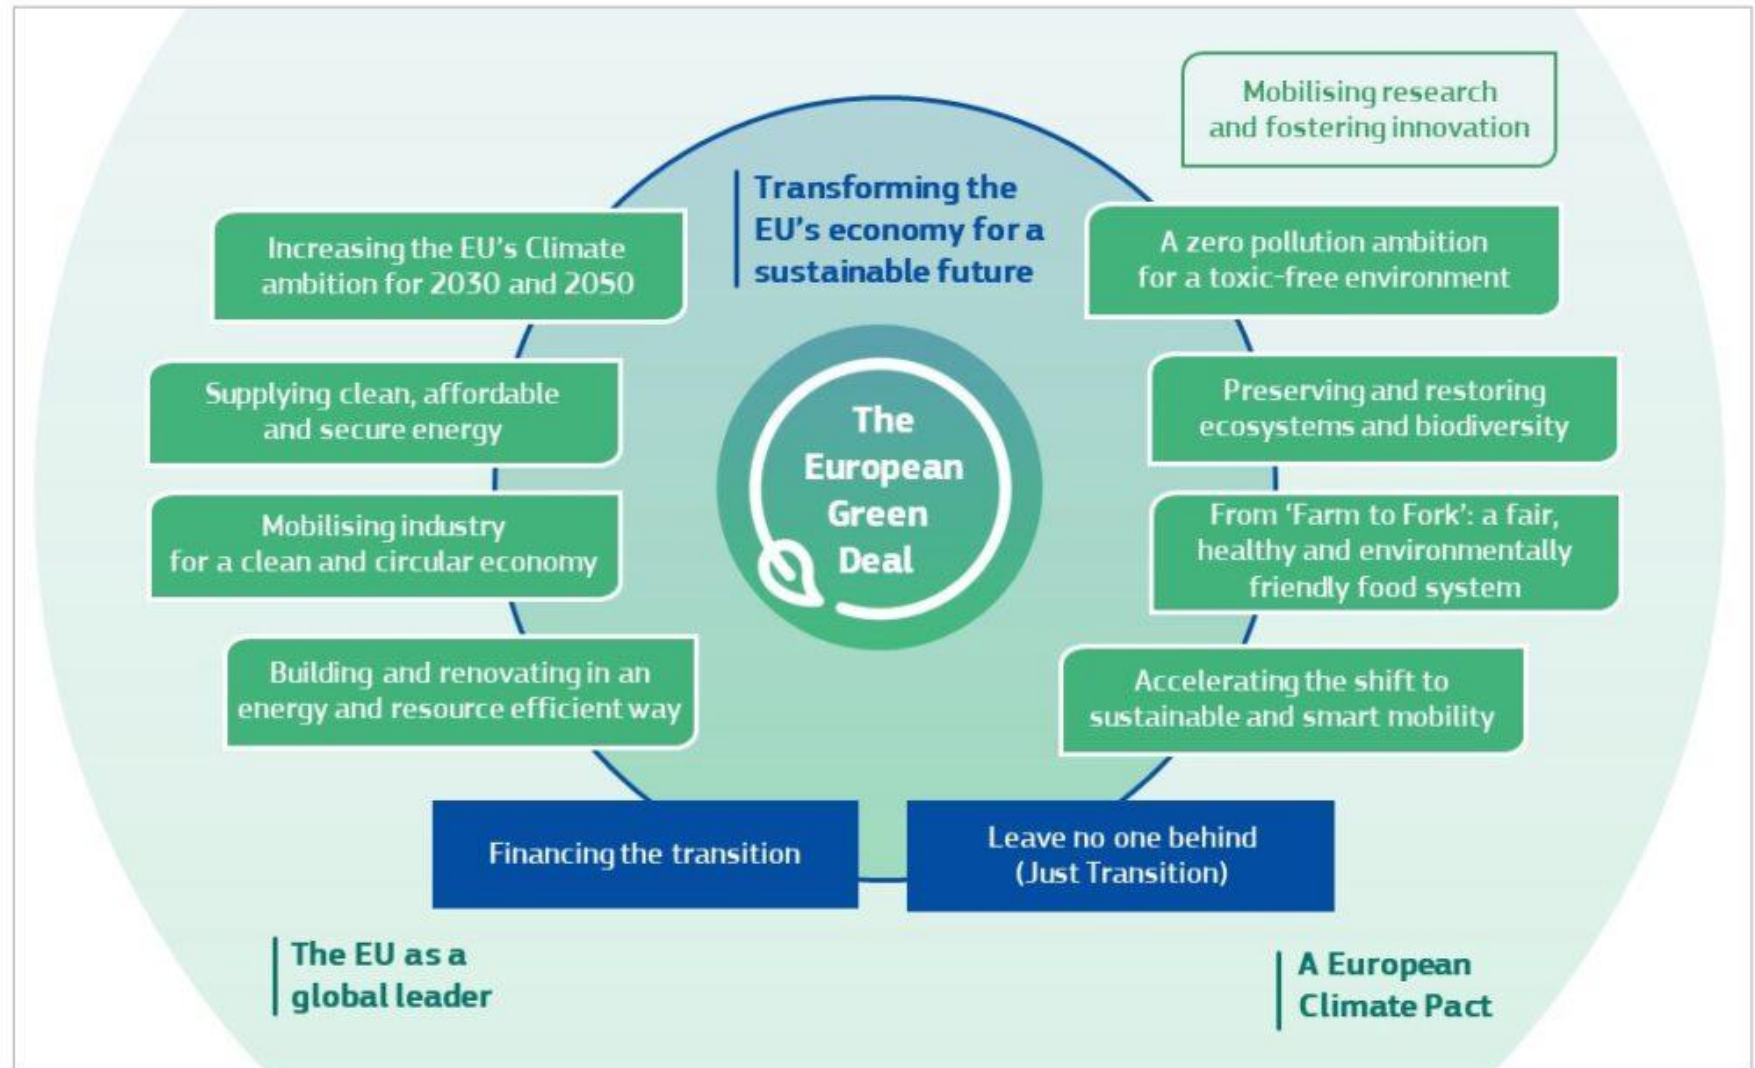 Mobilising research
and fostering innovation
Transforming the
EU’s economy for a
sustainable future
Increasing the EU’s Climate
ambition for 2030 and 2050
A zero pollution ambition
for a toxic-free environment
Supplying clean, affordable
and secure energy
Preserving and restoring
ecosystems and biodiversity
The
European
Green
Deal
Mobilising industry
for a clean and circular economy
From ‘Farm to Fork’: a fair,
healthy and environmentally
friendly food system
Building and renovating in an
energy and resource efficient way
Accelerating the shift to
sustainable and smart mobility
Financing the transition
Leave no one behind
(Just Transition)
The EU as a
global leader
A European
Climate Pact